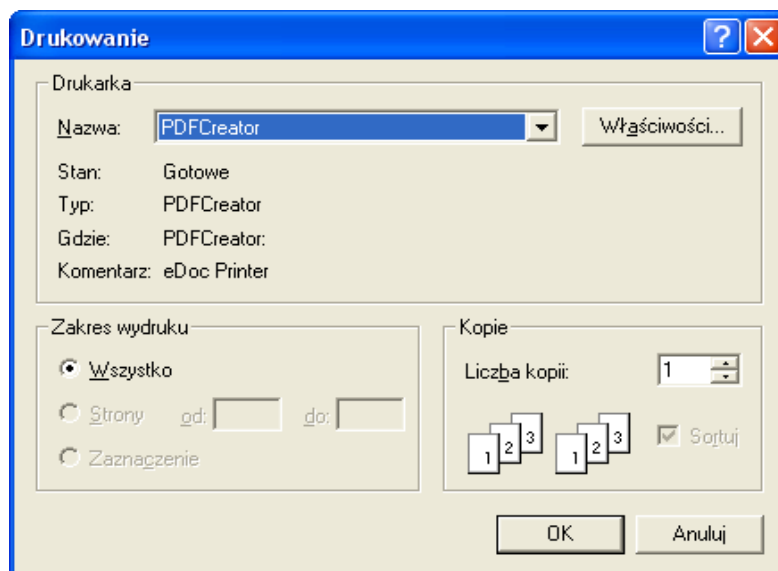 Drukowanie
Drukarka
Nazwa: PDFCreator Właściwości...
Stan: Gotowe
Typ: PDFCreator
Gdzie: PDFCreator:
Komentarz: eDoc Printer
Zakres wydruku
Wszystko
Strony od: do:
Zaznaczenie
Kopie
Liczba kopii: 1
1 2 3 1 2 3 Sortuj
OK Anuluj